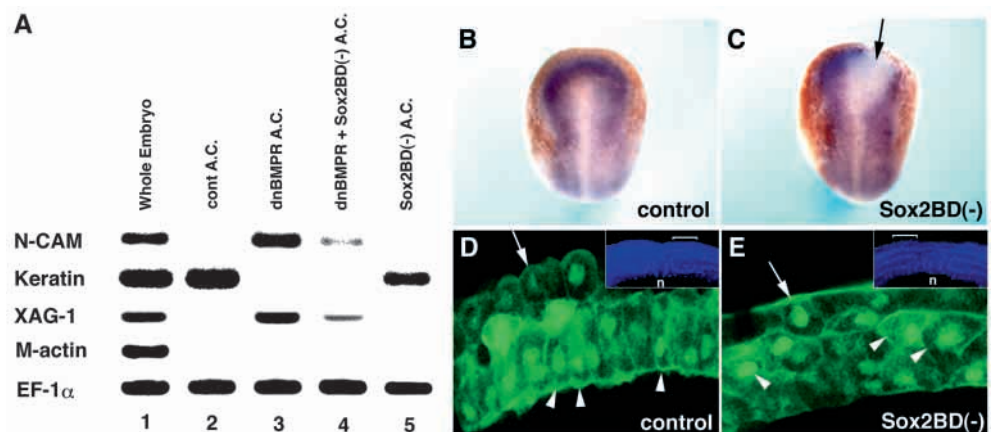 A
Whole Embryo
cont A.C.
dnBMPR A.C.
dnBMPR + Sox2BD(-) A.C.
Sox2BD(-) A.C.
N-CAM
Keratin
XAG-1
M-actin
EF-1α
1 2 3 4 5
B
control
C
Sox2BD(-)
D
n
control
E
n
Sox2BD(-)